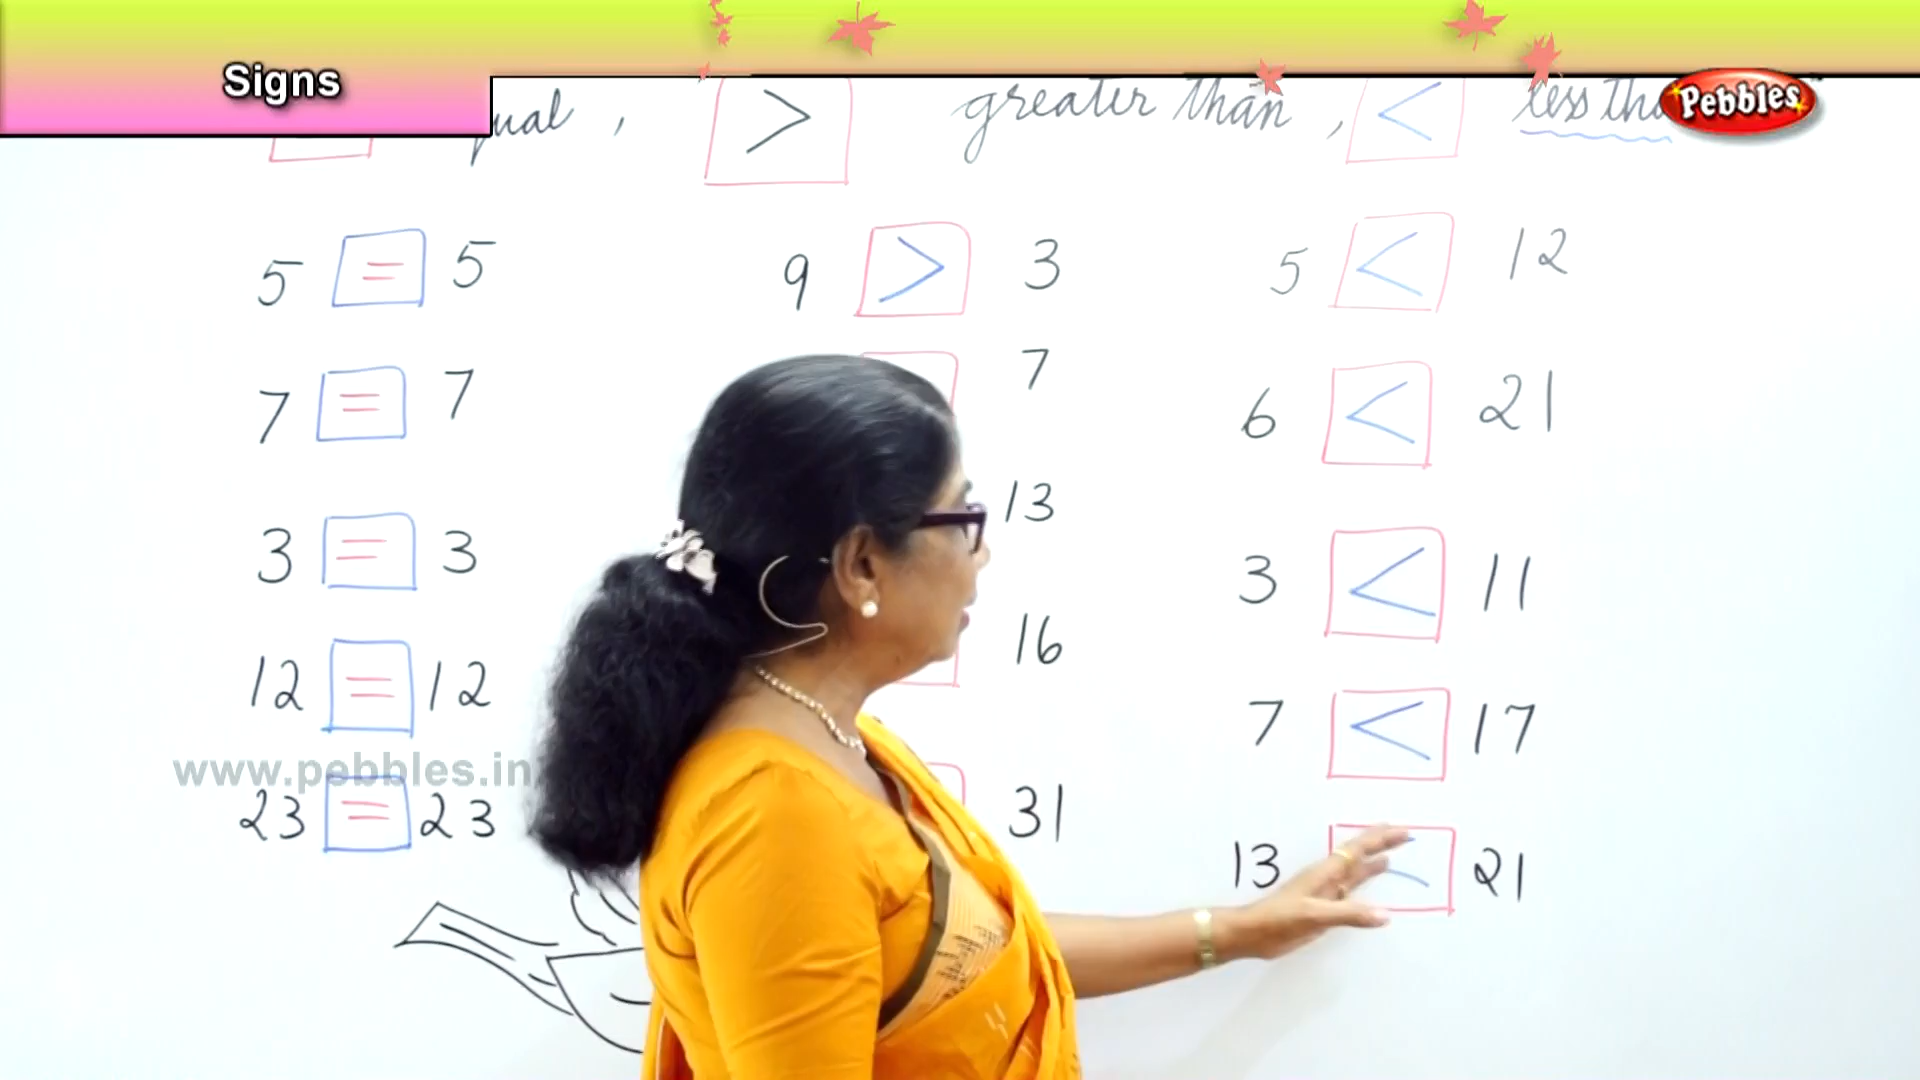 Signs
Pebbles
ual , > greater than , < less tha
5 = 5 9 > 3 5 < 12
7 = 7 7 6 < 21
3 = 3 13 3 < 11
12 = 12 16 7 < 17
www.pebbles.in
23 = 23 31 13 < 21